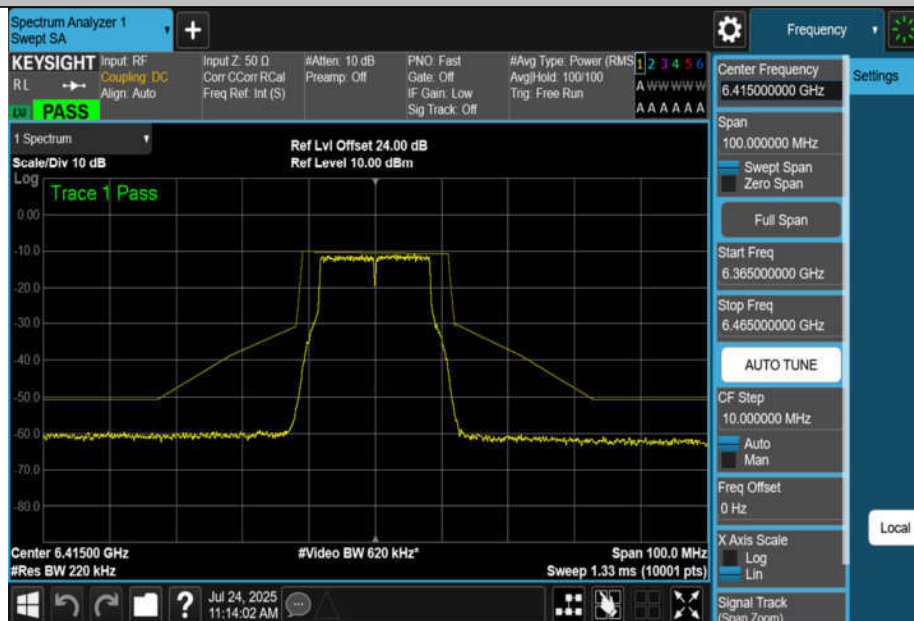 Spectrum Analyzer 1
Swept SA
Frequency
KEYSIGHT
RL
PASS
Input: RF
Coupling: DC
Align: Auto
Input Z: 50 Ω
Corr CCorr RCal
Freq Ref: Int (S)
#Atten: 10 dB
Preamp: Off
PNO: Fast
Gate: Off
IF Gain: Low
Sig Track: Off
#Avg Type: Power (RMS
Avg|Hold: 100/100
Trig: Free Run
1 2 3 4 5 6
A W W W W W
A A A A A A
Center Frequency
6.415000000 GHz
Settings
Span
100.000000 MHz
Swept Span
Zero Span
Full Span
Start Freq
6.365000000 GHz
Stop Freq
6.465000000 GHz
AUTO TUNE
CF Step
10.000000 MHz
Auto
Man
Freq Offset
0 Hz
X Axis Scale
Log
Lin
Signal Track
(Span Zoom)
Local
1 Spectrum
Scale/Div 10 dB
Ref Lvl Offset 24.00 dB
Ref Level 10.00 dBm
Log
Trace 1 Pass
0.00
-10.0
-20.0
-30.0
-40.0
-50.0
-60.0
-70.0
-80.0
Center 6.41500 GHz
#Res BW 220 kHz
#Video BW 620 kHz*
Span 100.0 MHz
Sweep 1.33 ms (10001 pts)
?
Jul 24, 2025
11:14:02 AM